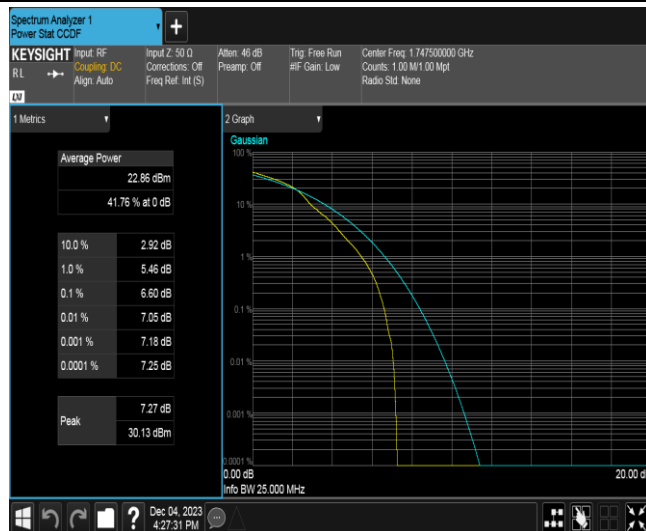 Spectrum Analyzer 1
Power Stat CCDF
+
KEYSIGHT
RL
Input: RF
Coupling: DC
Align: Auto
Input Z: 50 Ω
Corrections: Off
Freq Ref: Int (S)
Atten: 46 dB
Preamp: Off
Trig: Free Run
#IF Gain: Low
Center Freq: 1.747500000 GHz
Counts: 1.00 M/1.00 Mpt
Radio Std: None
1 Metrics
Average Power
22.86 dBm
41.76 % at 0 dB
10.0 % 2.92 dB
1.0 % 5.46 dB
0.1 % 6.60 dB
0.01 % 7.05 dB
0.001 % 7.18 dB
0.0001 % 7.25 dB
Peak
7.27 dB
30.13 dBm
2 Graph
Gaussian
100 %
10 %
1 %
0.1 %
0.01 %
0.001 %
0.0001 %
0.00 dB
20.00 d
Info BW 25.000 MHz
?
Dec 04, 2023
4:27:31 PM